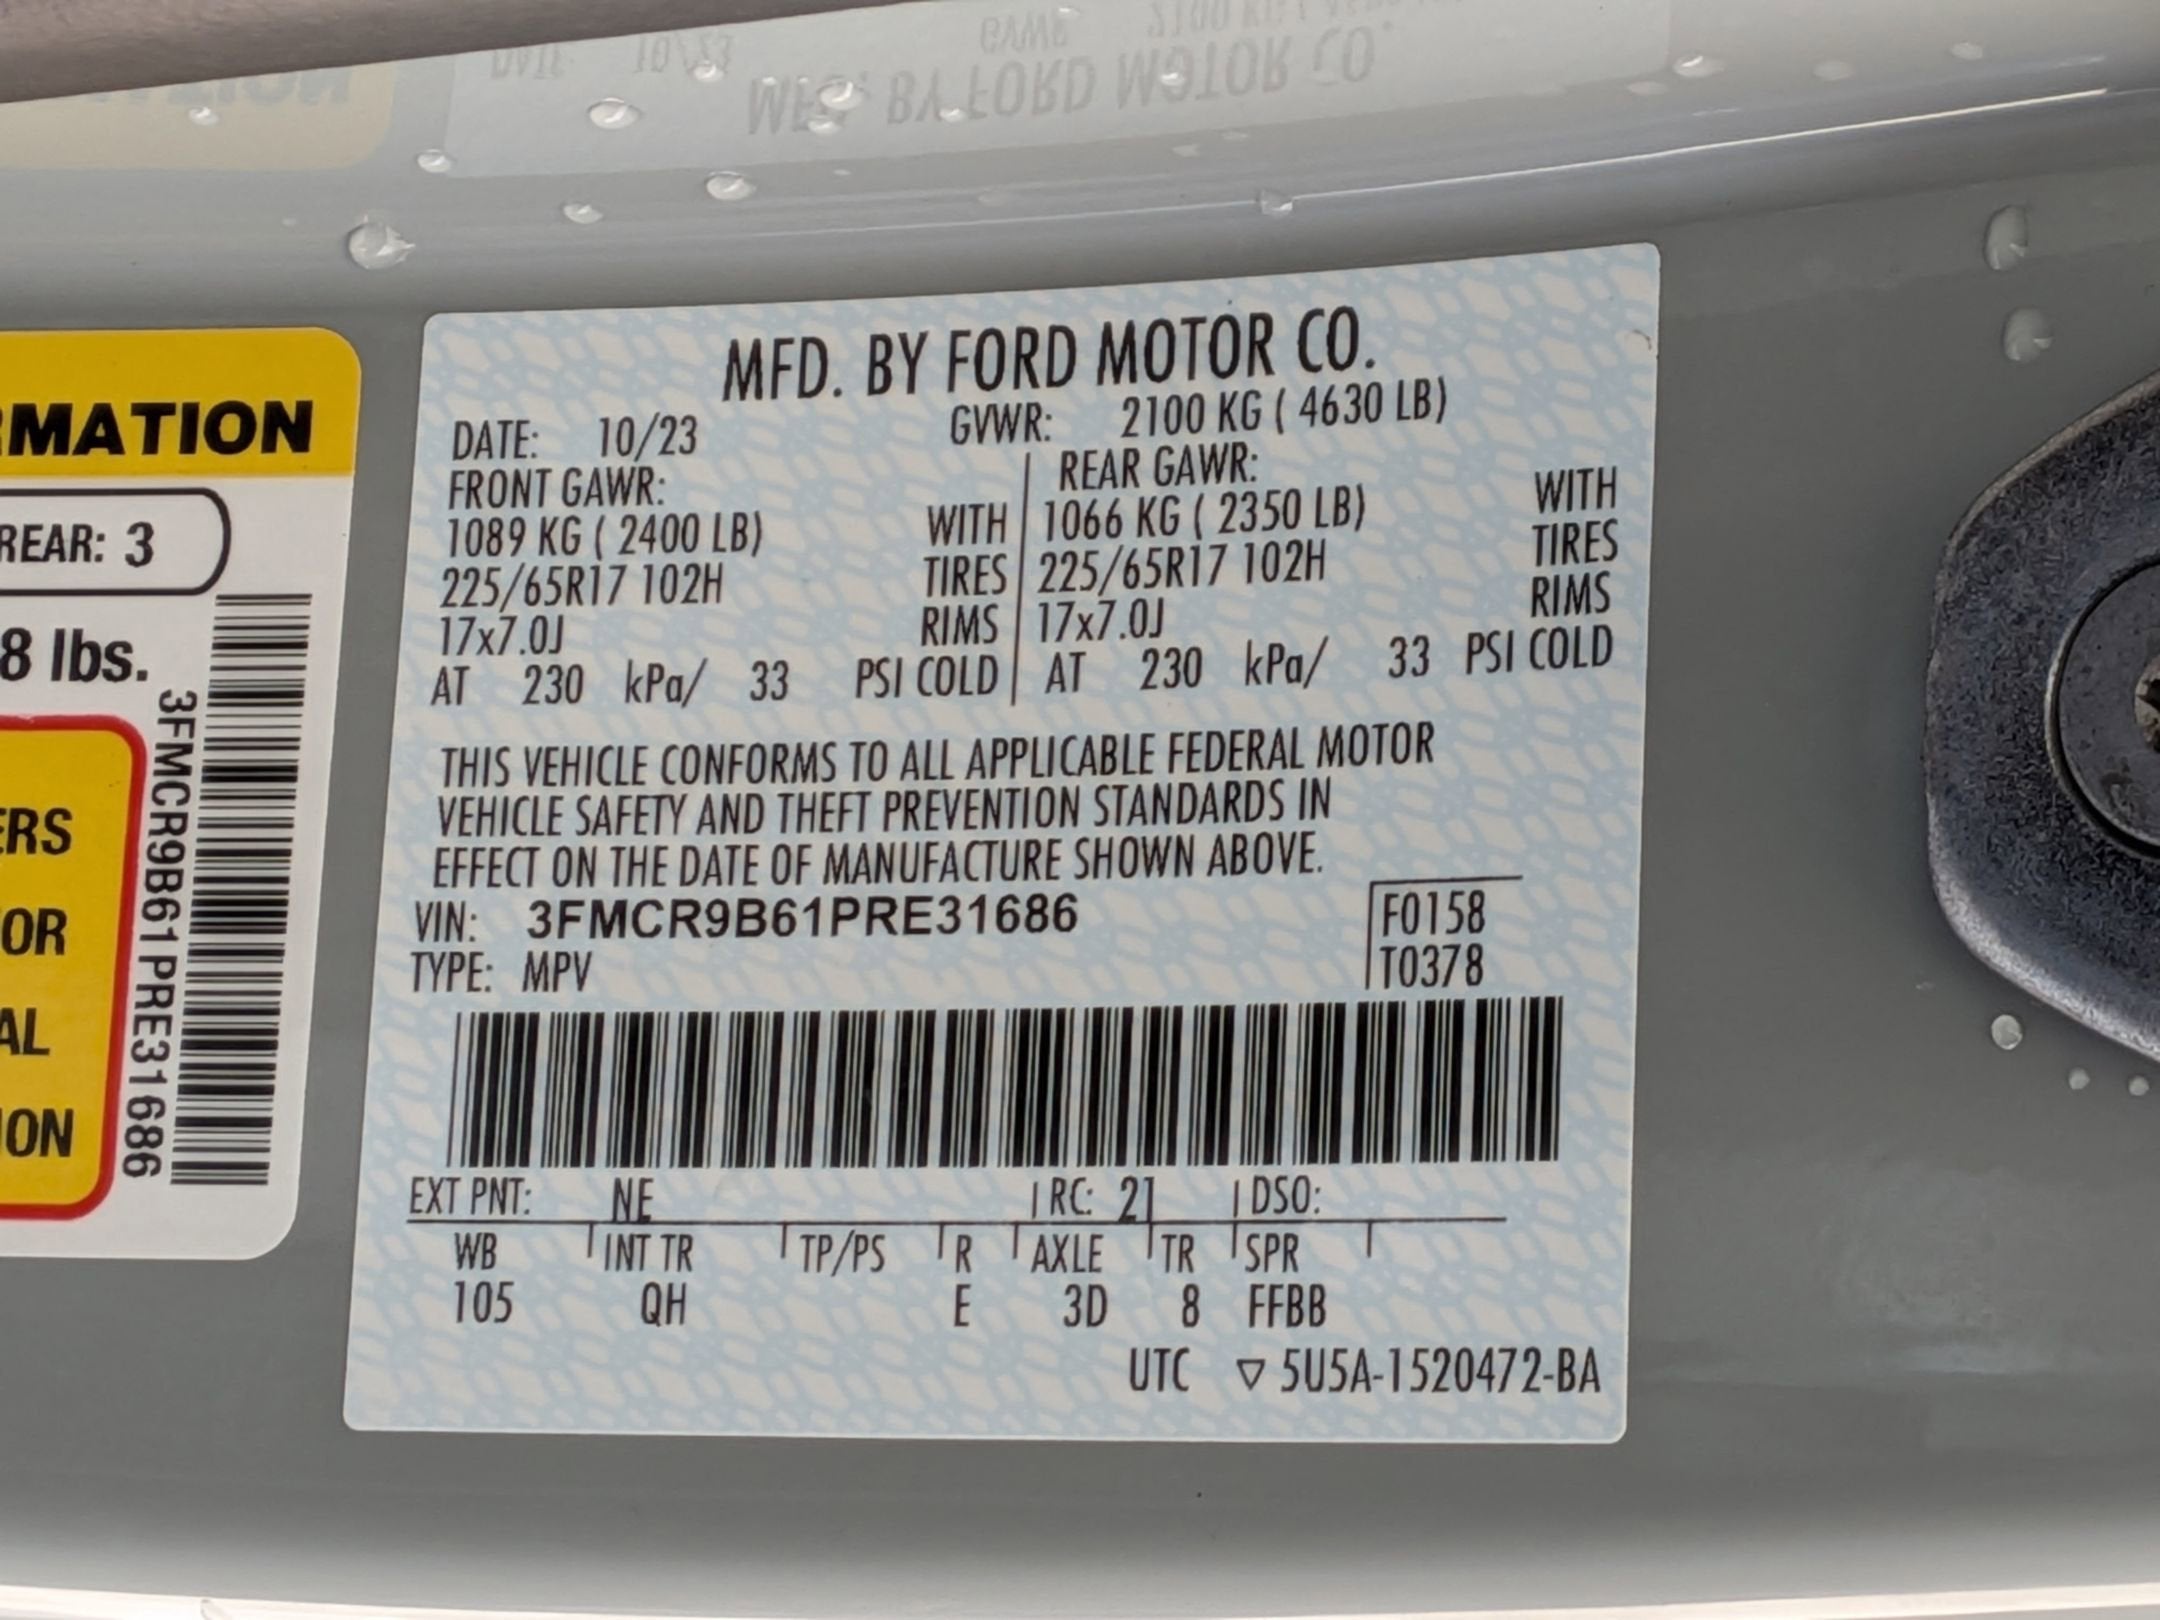 RMATION
REAR: 3
8 lbs.
ERS
OR
AL
ION
3FMCR9B61PRE31686
MFD. BY FORD MOTOR CO.
DATE: 10/23 GVWR: 2100 KG ( 4630 LB)
FRONT GAWR: REAR GAWR:
1089 KG ( 2400 LB) WITH 1066 KG ( 2350 LB) WITH
225/65R17 102H TIRES 225/65R17 102H TIRES
17x7.0J RIMS 17x7.0J RIMS
AT 230 kPa/ 33 PSI COLD AT 230 kPa/ 33 PSI COLD
THIS VEHICLE CONFORMS TO ALL APPLICABLE FEDERAL MOTOR
VEHICLE SAFETY AND THEFT PREVENTION STANDARDS IN
EFFECT ON THE DATE OF MANUFACTURE SHOWN ABOVE.
VIN: 3FMCR9B61PRE31686 F0158
TYPE: MPV T0378
EXT PNT: NE RC: 21 DSO:
WB INT TR TP/PS R AXLE TR SPR
105 QH E 3D 8 FFBB
UTC ▽ 5U5A-1520472-BA